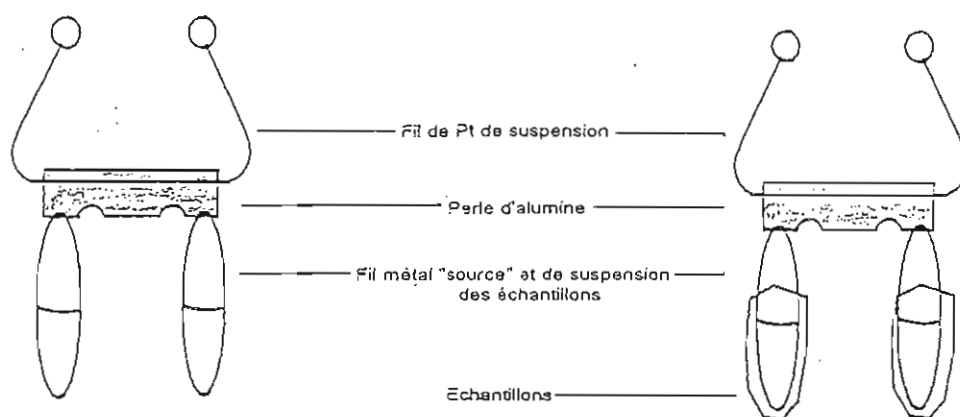 Fil de Pt de suspension
Perle d'alumine
Fil métal "source" et de suspension
des échantillons
Echantillons